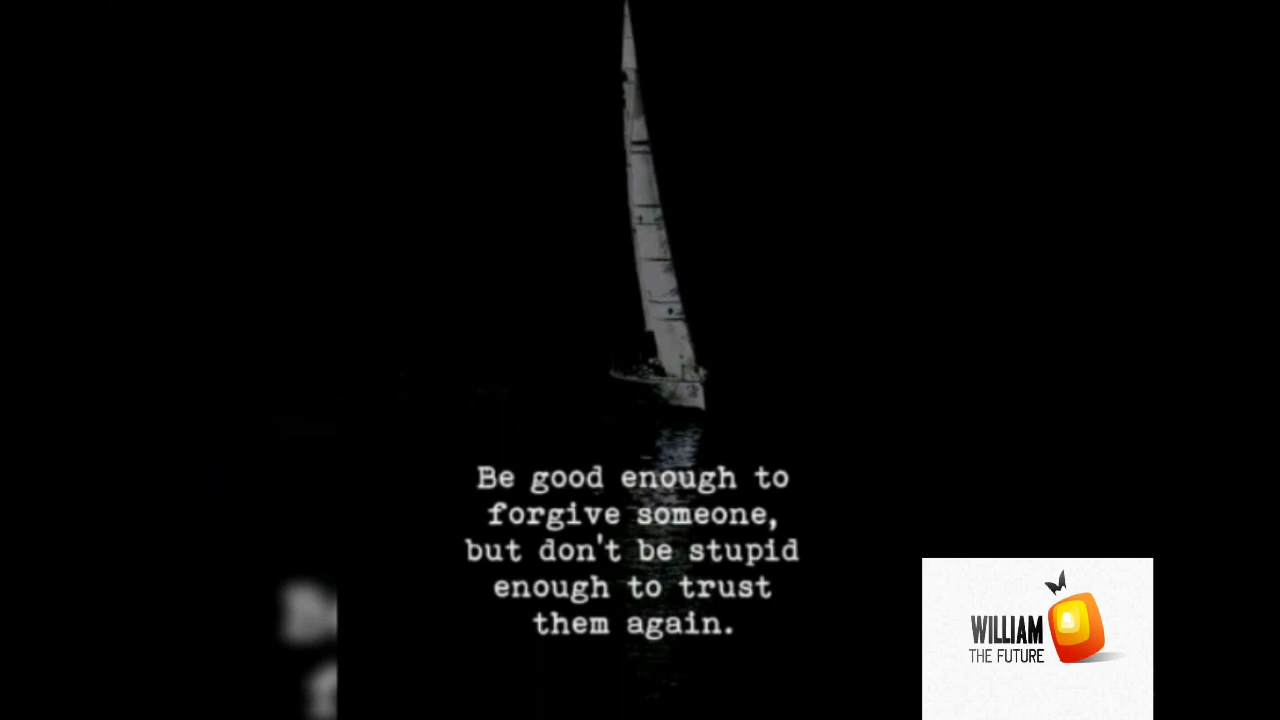 Be good enough to
forgive someone,
but don't be stupid
enough to trust
them again.
WILLIAM
THE FUTURE